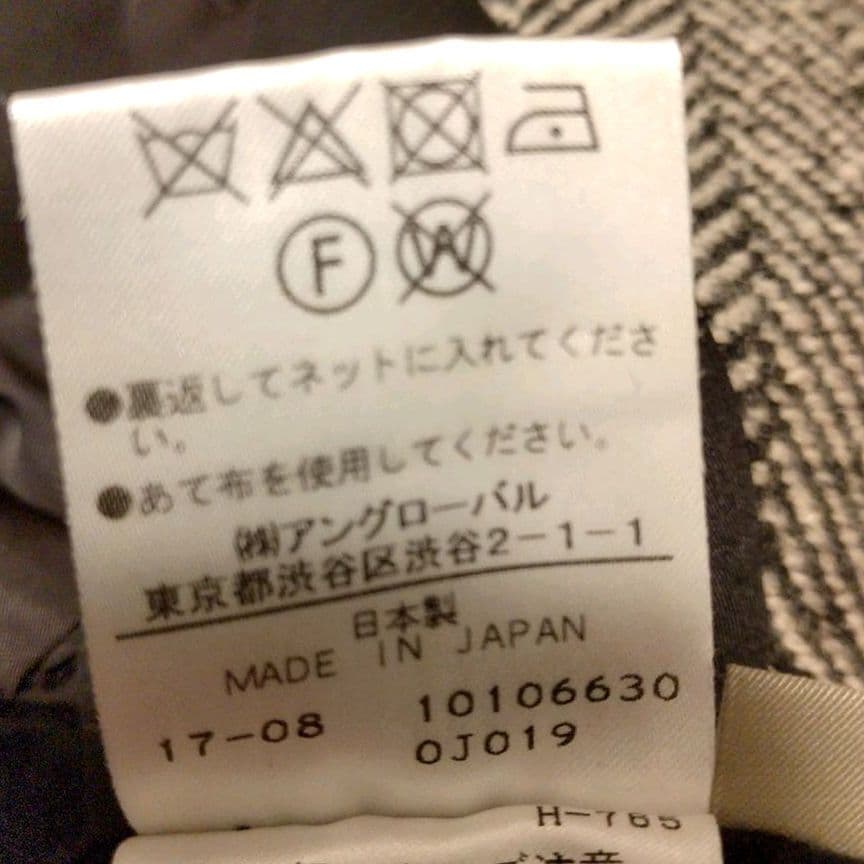 F W
●裏返してネットに入れてくださ
い。
●あて布を使用してください。
㈱アングローバル
東京都渋谷区渋谷2-1-1
日本製
MADE IN JAPAN
17-08 10106630
0J019
H-765
ご注意